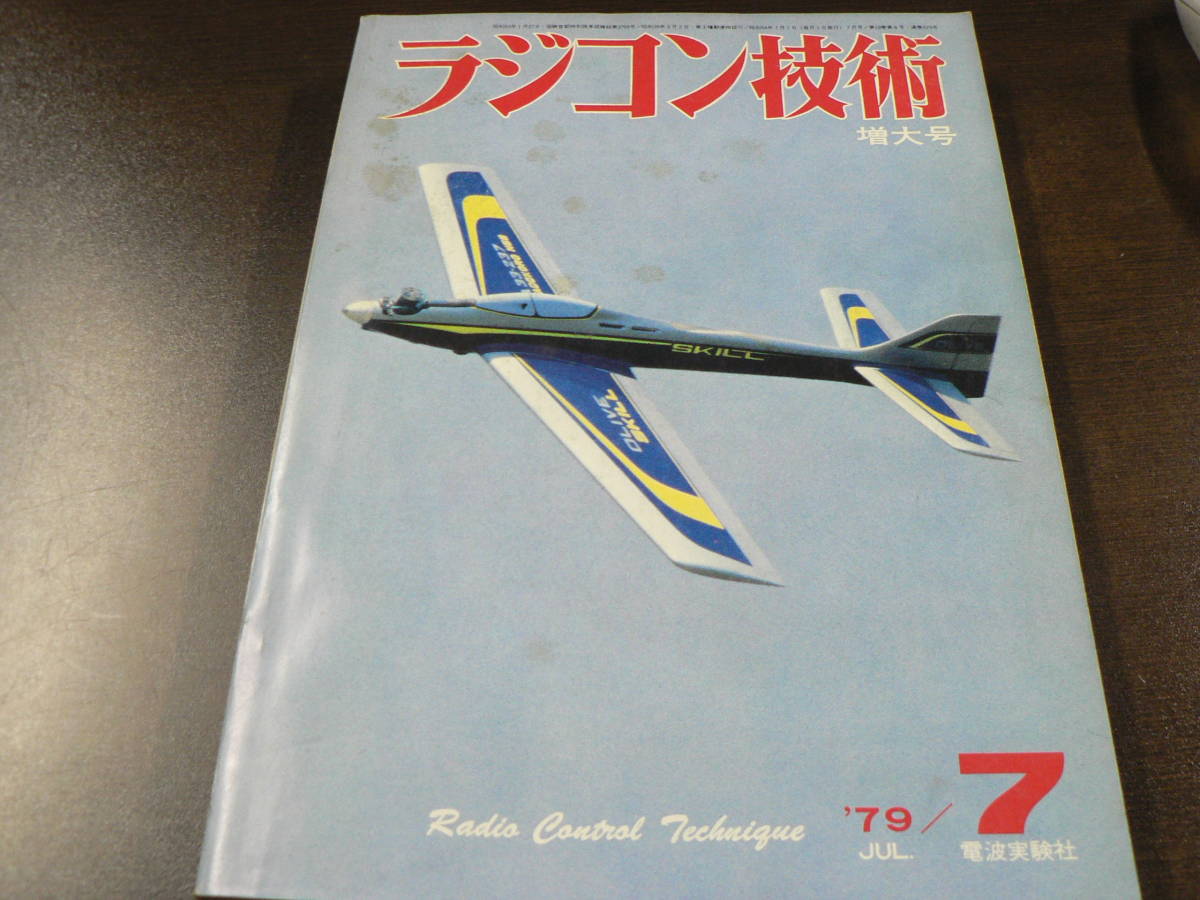 ラジコン技術
増大号
SKILL
SKILL
Radio Control Technique
'79/7
JUL.
電波実験社